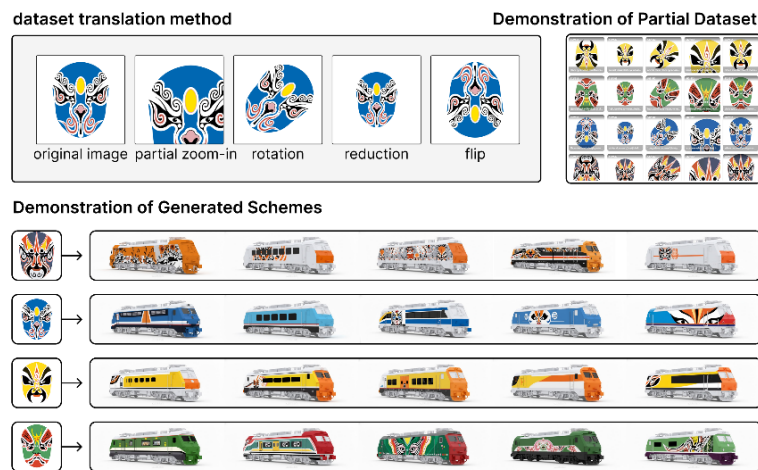 dataset translation method
Demonstration of Partial Dataset
original image
partial zoom-in
rotation
reduction
flip
Demonstration of Generated Schemes